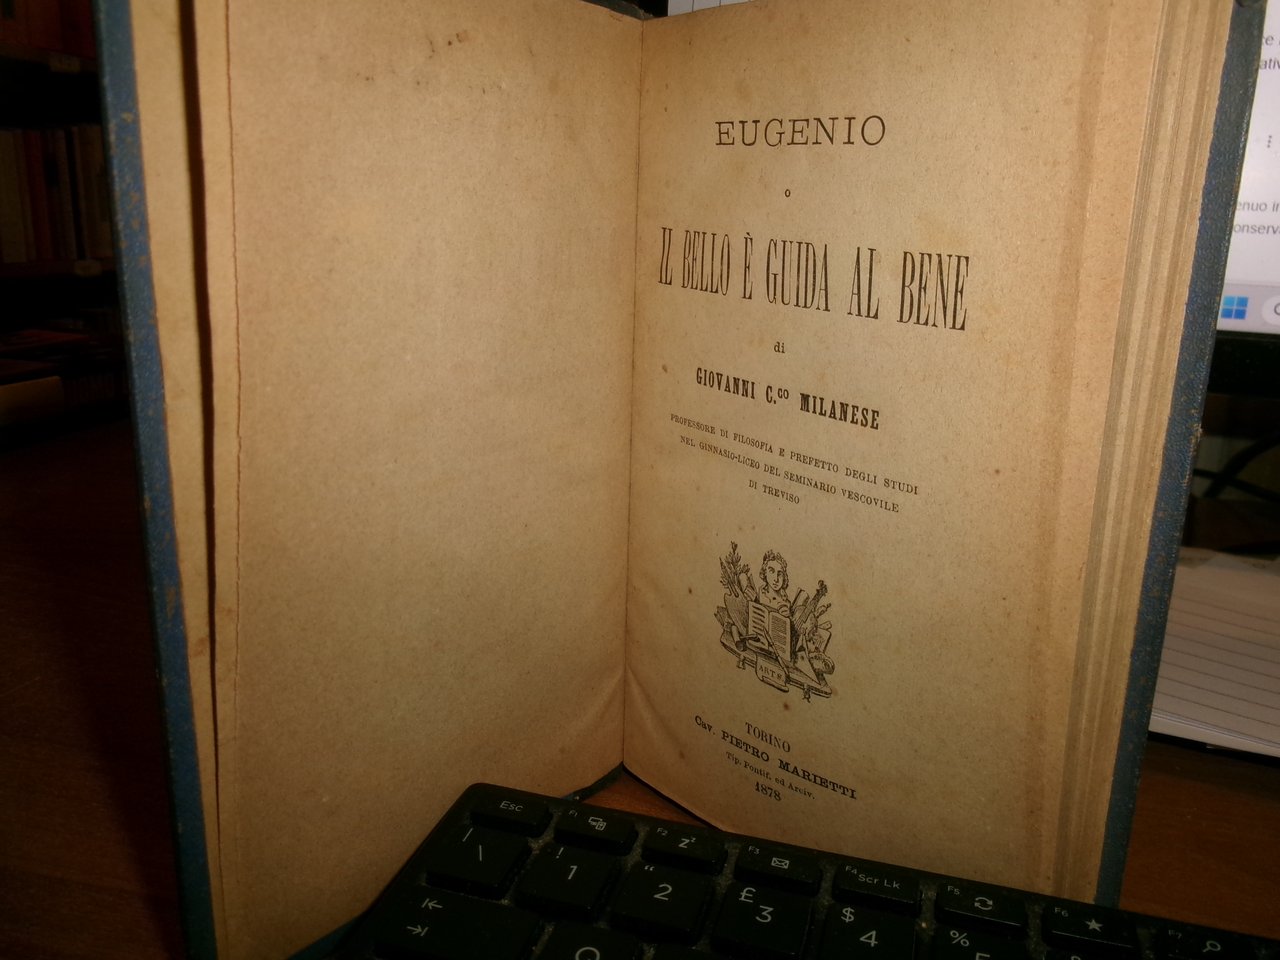 EUGENIO
o
IL BELLO È GUIDA AL BENE
di
GIOVANNI C.co MILANESE
PROFESSORE DI FILOSOFIA E PREFETTO DEGLI STUDI
NEL GINNASIO-LICEO DEL SEMINARIO VESCOVILE
DI TREVISO
ARTE
TORINO
Cav. PIETRO MARIETTI
Tip. Pontif. ed Arciv.
1878
Esc
F1
F2
zz
F3
F4
Scr Lk
F5
F6
F7
|
\
!
1
“
2
£
3
$
4
%